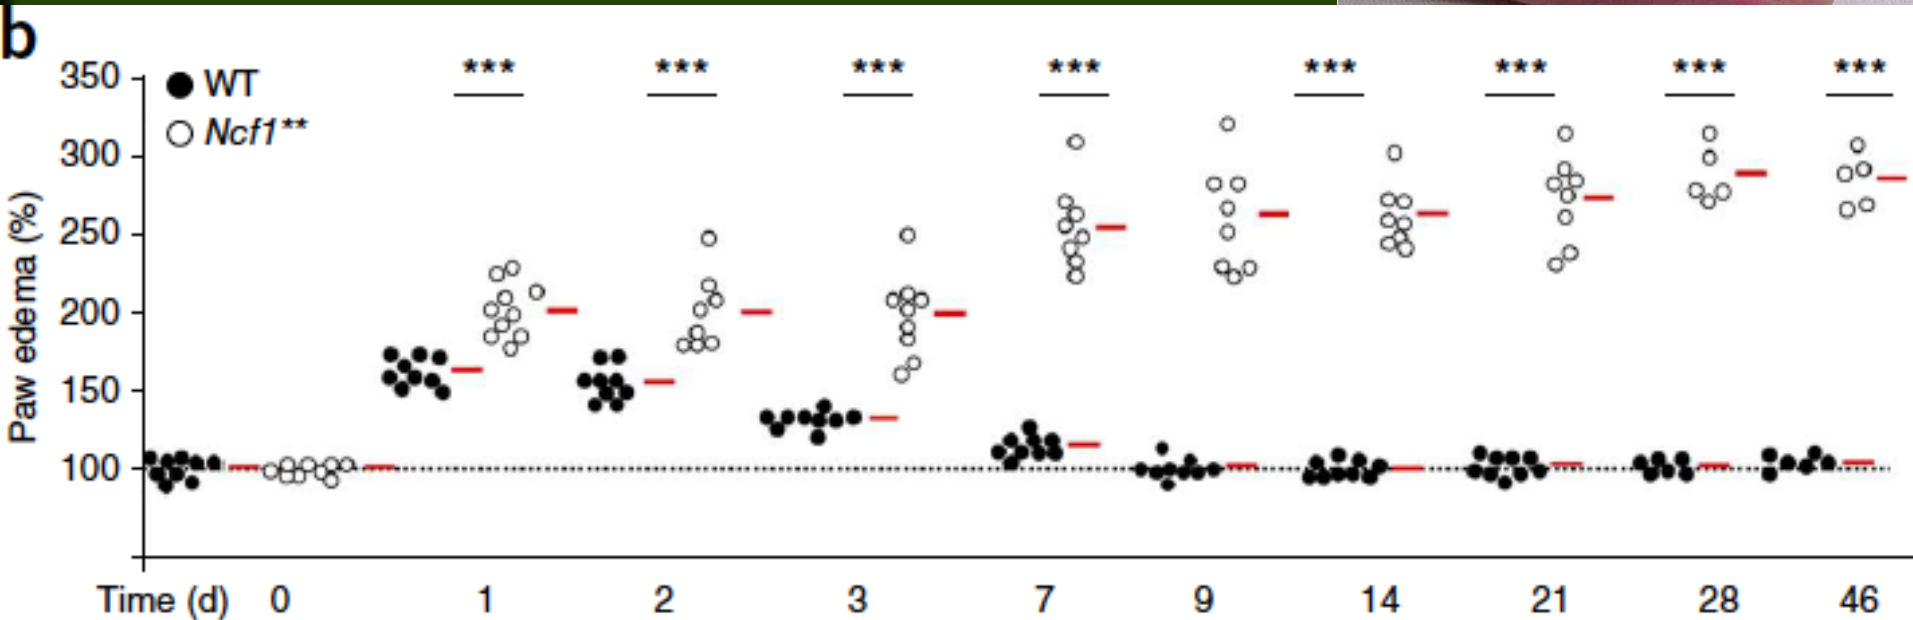 b
*** *** *** *** *** *** *** ***
350
WT
Ncf1**
300
250
200
150
100
Paw edema (%)
Time (d) 0 1 2 3 7 9 14 21 28 46